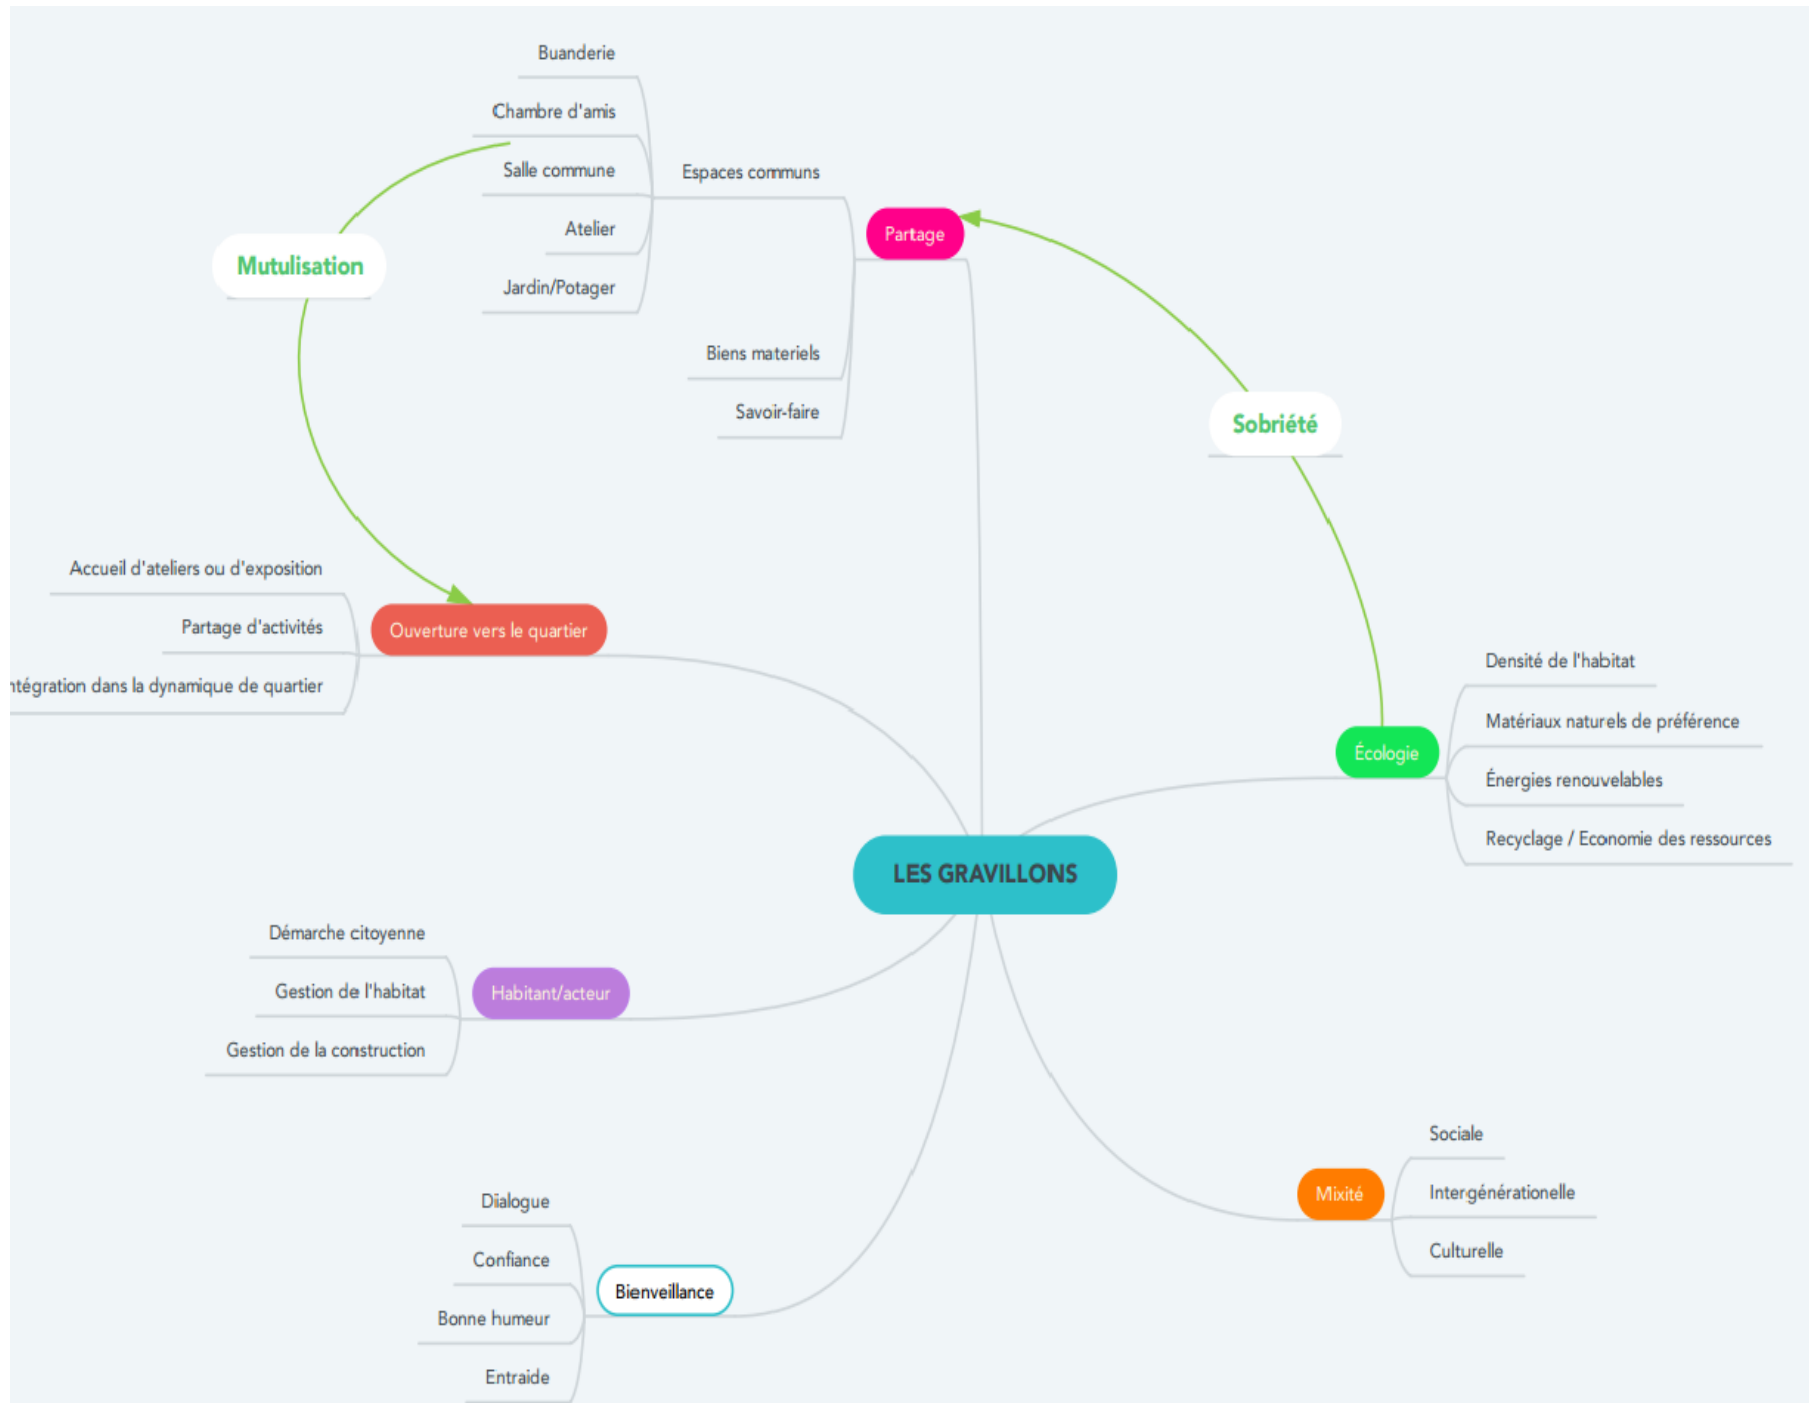 Buanderie
Chambre d'amis
Salle commune
Atelier
Jardin/Potager
Espaces communs
Biens materiels
Savoir-faire
Partage
Mutulisation
Sobriété
Accueil d'ateliers ou d'exposition
Partage d'activités
ntégration dans la dynamique de quartier
Ouverture vers le quartier
Densité de l'habitat
Matériaux naturels de préférence
Énergies renouvelables
Recyclage / Economie des ressources
Écologie
LES GRAVILLONS
Démarche citoyenne
Gestion de l'habitat
Gestion de la construction
Habitant/acteur
Sociale
Intergénérationelle
Culturelle
Mixité
Dialogue
Confiance
Bonne humeur
Entraide
Bienveillance